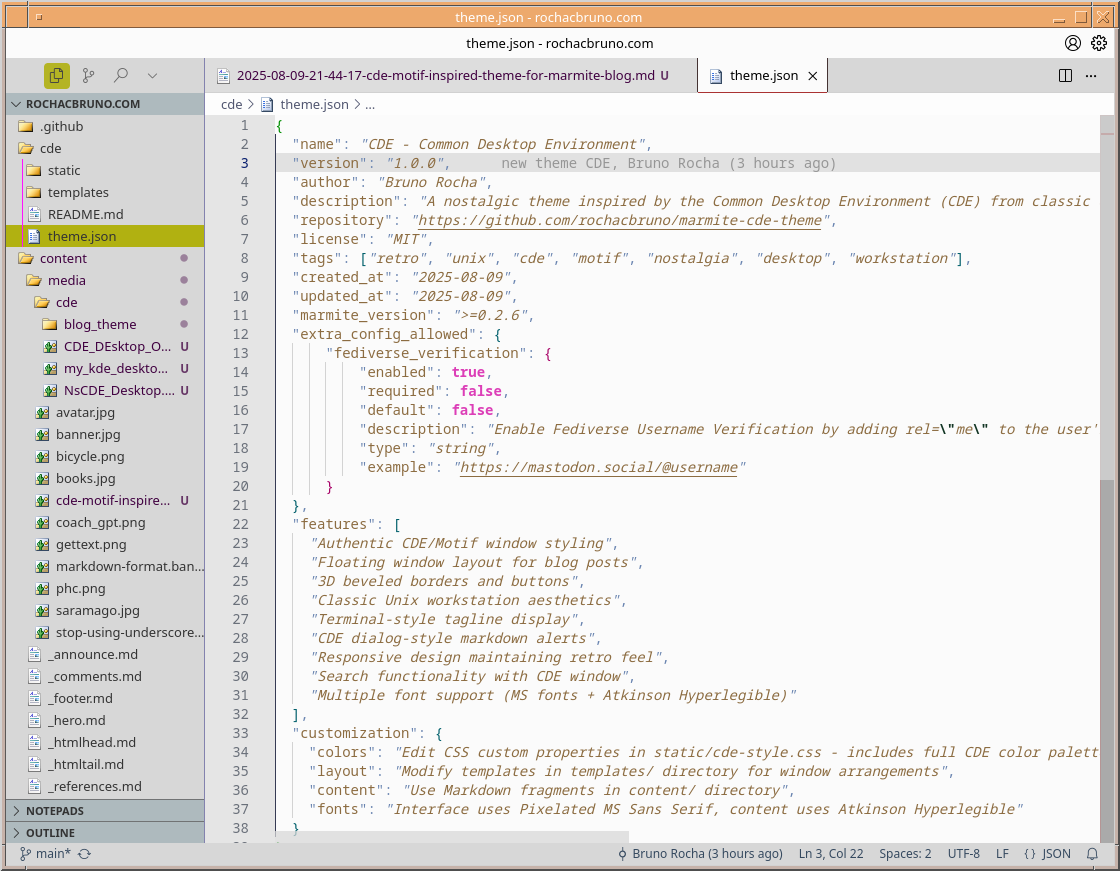 theme.json - rochacbruno.com
theme.json - rochacbruno.com
ROCHACBRUNO.COM
.github
cde
static
templates
README.md
theme.json
content
media
cde
blog_theme
CDE_DEsktop_O... U
my_kde_deskto... U
NsCDE_Desktop.... U
avatar.jpg
banner.jpg
bicycle.png
books.jpg
cde-motif-inspire... U
coach_gpt.png
gettext.png
markdown-format.ban...
phc.png
saramago.jpg
stop-using-underscore...
_announce.md
_comments.md
_footer.md
_hero.md
_htmlhead.md
_htmltail.md
_references.md
NOTEPADS
OUTLINE
2025-08-09-21-44-17-cde-motif-inspired-theme-for-marmite-blog.md U
theme.json
cde > theme.json > ...
1 {
2 "name": "CDE - Common Desktop Environment",
3 "version": "1.0.0", new theme CDE, Bruno Rocha (3 hours ago)
4 "author": "Bruno Rocha",
5 "description": "A nostalgic theme inspired by the Common Desktop Environment (CDE) from classic
6 "repository": "https://github.com/rochacbruno/marmite-cde-theme",
7 "license": "MIT",
8 "tags": ["retro", "unix", "cde", "motif", "nostalgia", "desktop", "workstation"],
9 "created_at": "2025-08-09",
10 "updated_at": "2025-08-09",
11 "marmite_version": ">=0.2.6",
12 "extra_config_allowed": {
13 "fediverse_verification": {
14 "enabled": true,
15 "required": false,
16 "default": false,
17 "description": "Enable Fediverse Username Verification by adding rel=\"me\" to the user'
18 "type": "string",
19 "example": "https://mastodon.social/@username"
20 }
21 },
22 "features": [
23 "Authentic CDE/Motif window styling",
24 "Floating window layout for blog posts",
25 "3D beveled borders and buttons",
26 "Classic Unix workstation aesthetics",
27 "Terminal-style tagline display",
28 "CDE dialog-style markdown alerts",
29 "Responsive design maintaining retro feel",
30 "Search functionality with CDE window",
31 "Multiple font support (MS fonts + Atkinson Hyperlegible)"
32 ],
33 "customization": {
34 "colors": "Edit CSS custom properties in static/cde-style.css - includes full CDE color palett
35 "layout": "Modify templates in templates/ directory for window arrangements",
36 "content": "Use Markdown fragments in content/ directory",
37 "fonts": "Interface uses Pixelated MS Sans Serif, content uses Atkinson Hyperlegible"
38 }
main* Bruno Rocha (3 hours ago) Ln 3, Col 22 Spaces: 2 UTF-8 LF {} JSON